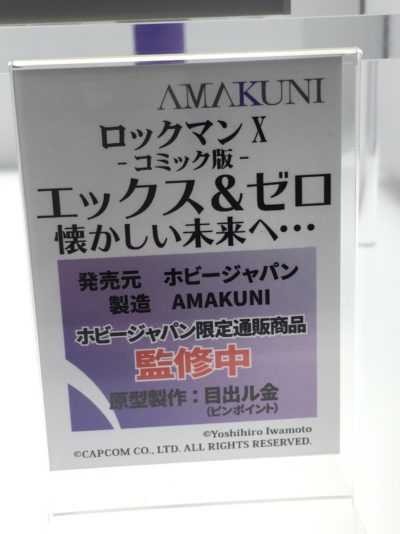 AMAKUNI
ロックマン X
- コミック版 -
エックス＆ゼロ
懐かしい未来へ･･･
発売元　ホビージャパン
製造　AMAKUNI
ホビージャパン限定通販商品
監修中
原型製作：目出ル金
(ピンポイント)
©Yoshihiro Iwamoto
©CAPCOM CO., LTD. ALL RIGHTS RESERVED.